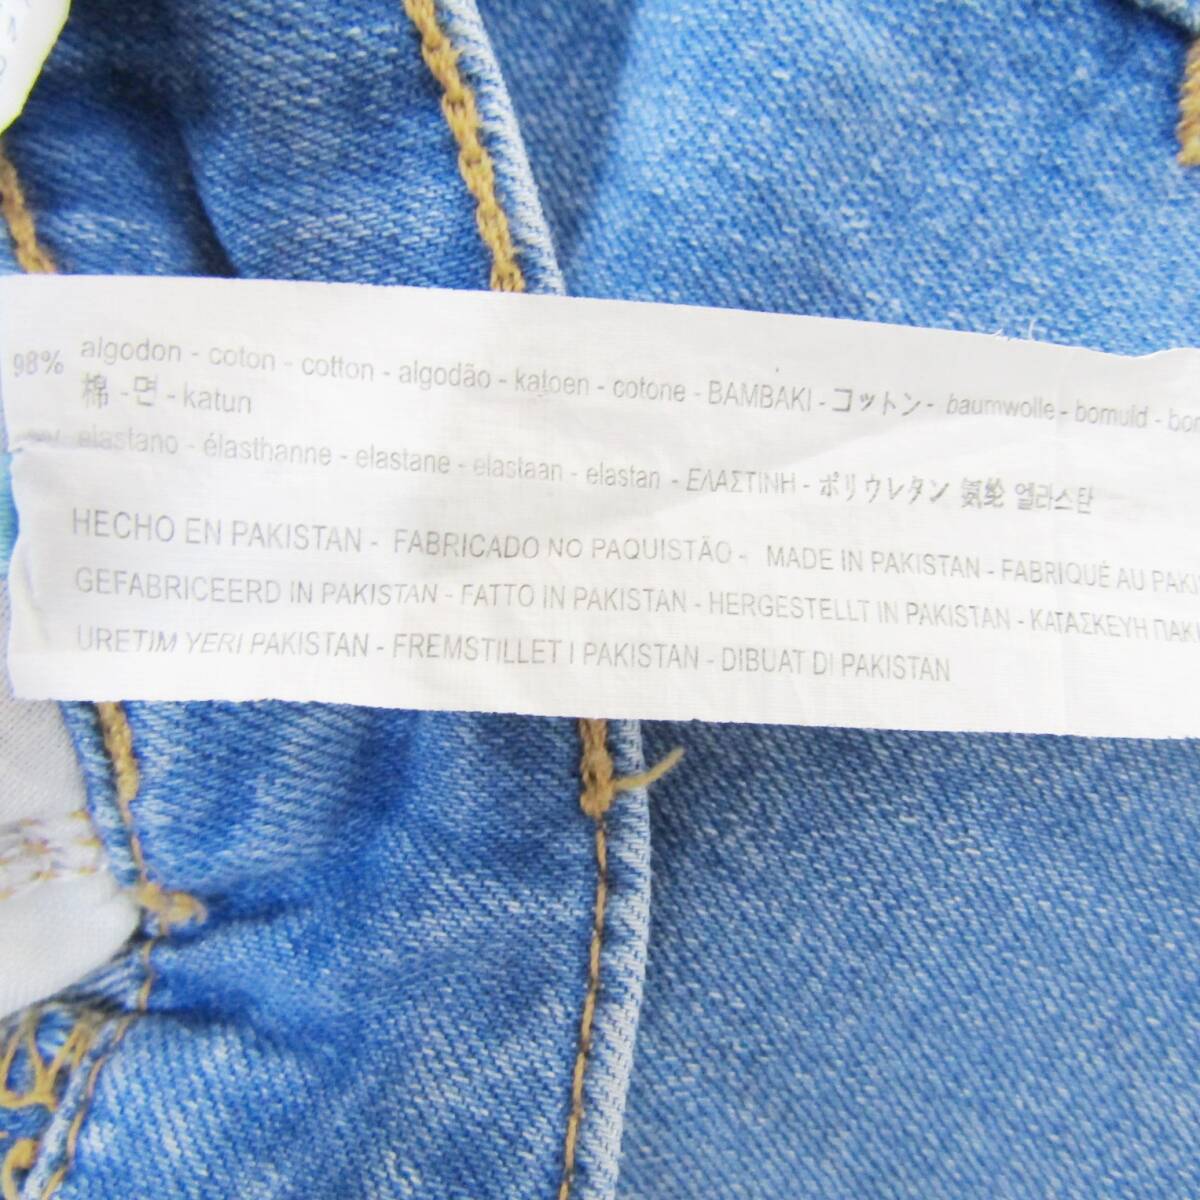 98% algodon - coton - cotton - algodão - katoen - cotone - BAMBAKI - コットン - baumwolle - bomuld -
棉 - 면 - katun
elastano - élasthanne - elastane - elastaan - elastan - ΕΛΑΣΤΙΝΗ - ポリウレタン 氨纶 엘라스탄
HECHO EN PAKISTAN - FABRICADO NO PAQUISTÃO - MADE IN PAKISTAN - FABRIQUÉ AU PAKI
GEFABRICEERD IN PAKISTAN - FATTO IN PAKISTAN - HERGESTELLT IN PAKISTAN - ΚΑΤΑΣΚΕΥΗ ΠΑΚΙ
URETIM YERI PAKISTAN - FREMSTILLET I PAKISTAN - DIBUAT DI PAKISTAN